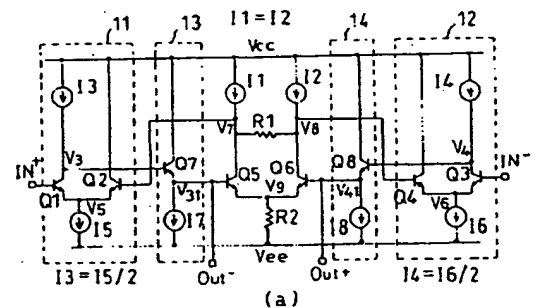 11 13 I1=I2 14 12
Vcc
I3 I1 I2 I4
V7 R1 V8
V3 V4
IN+ Q2 Q7 Q5 Q6 Q8 Q4 Q3 IN-
Q1 V5 V31 V9 V41 V6
I5 I7 R2 I8 I6
Vee
I3=I5/2 Out- Out+ I4=I6/2
(a)